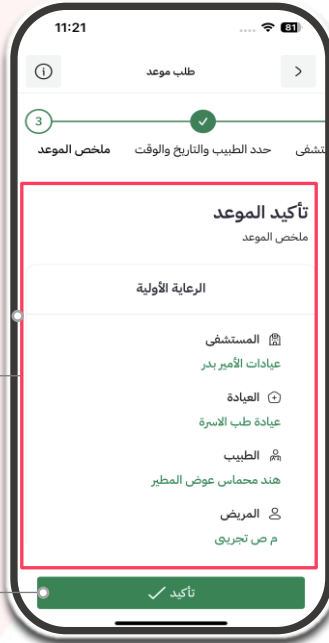 11:21
81
طلب موعد
تشفى
حدد الطبيب والتاريخ والوقت
3
ملخص الموعد
تأكيد الموعد
ملخص الموعد
الرعاية الأولية
المستشفى
عيادات الأمير بدر
العيادة
عيادة طب الاسرة
الطبيب
هند محماس عوض المطير
المريض
م ص تجريبى
تأكيد